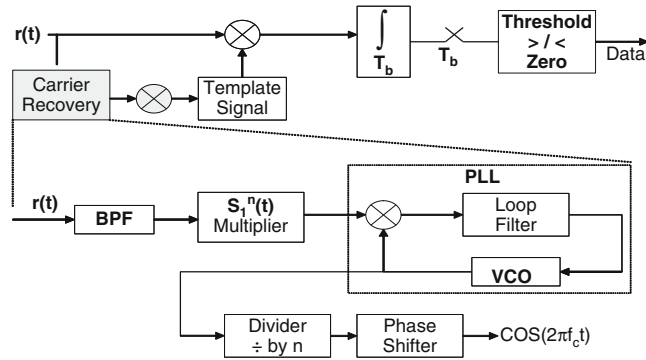 r(t)
Carrier
Recovery
Template
Signal
∫
T_b
T_b
Threshold
> / <
Zero
Data
r(t)
BPF
S₁ⁿ(t)
Multiplier
PLL
Loop
Filter
VCO
Divider
÷ by n
Phase
Shifter
COS(2πf_ct)